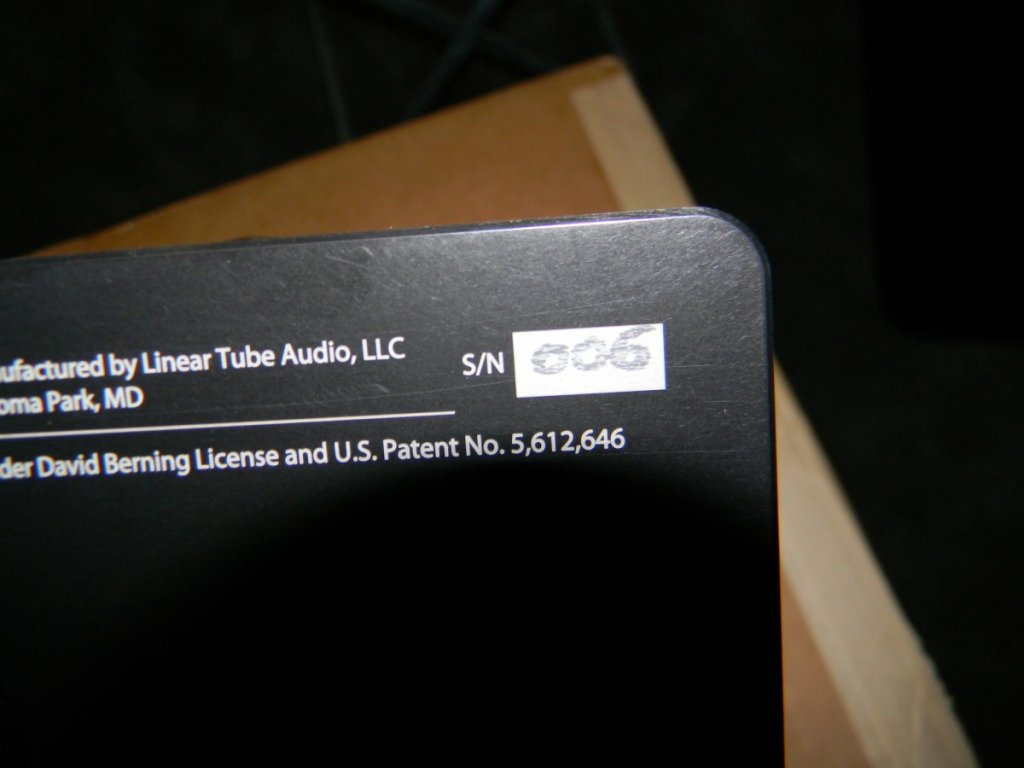 ufactured by Linear Tube Audio, LLC
oma Park, MD
S/N 006
der David Berning License and U.S. Patent No. 5,612,646